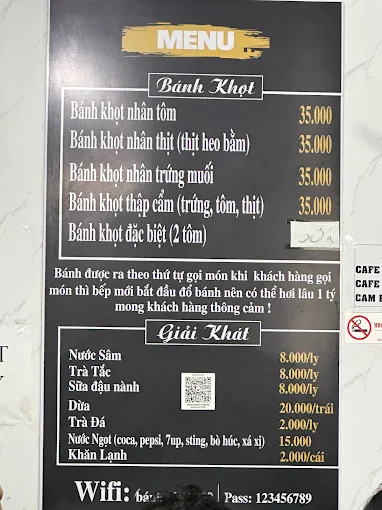 MENU
Bánh Khọt
Bánh khọt nhân tôm 35.000
Bánh khọt nhân thịt (thịt heo bằm) 35.000
Bánh khọt nhân trứng muối 35.000
Bánh khọt thập cẩm (trứng, tôm, thịt) 35.000
Bánh khọt đặc biệt (2 tôm)
Bánh được ra theo thứ tự gọi món khi khách hàng gọi
món thì bếp mới bắt đầu đổ bánh nên có thể hơi lâu 1 tý
mong khách hàng thông cảm !
CAFE
CAFE
CAM
Giải Khát
Nước Sâm 8.000/ly
Trà Tắc 8.000/ly
Sữa đậu nành 8.000/ly
Dừa 20.000/trái
Trà Đá 2.000/ly
Nước Ngọt (coca, pepsi, 7up, sting, bò húc, xá xị) 15.000
Khăn Lạnh 2.000/cái
Wifi: Pass: 123456789